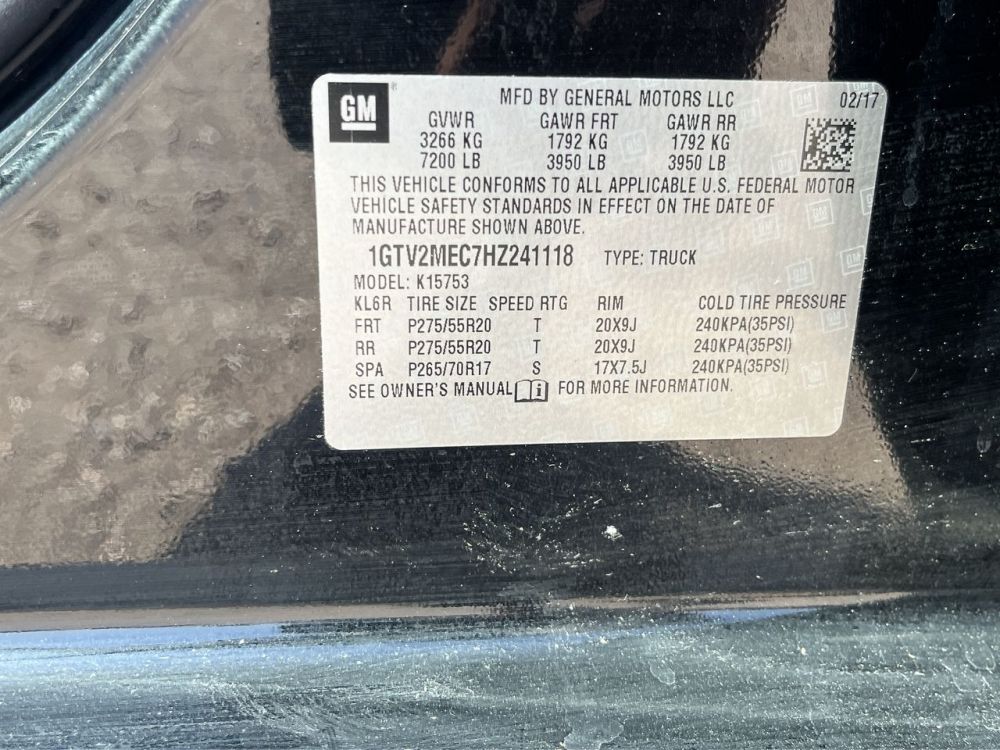 GM
MFD BY GENERAL MOTORS LLC 02/17
GVWR GAWR FRT GAWR RR
3266 KG 1792 KG 1792 KG
7200 LB 3950 LB 3950 LB
THIS VEHICLE CONFORMS TO ALL APPLICABLE U.S. FEDERAL MOTOR
VEHICLE SAFETY STANDARDS IN EFFECT ON THE DATE OF
MANUFACTURE SHOWN ABOVE.
1GTV2MEC7HZ241118 TYPE: TRUCK
MODEL: K15753
KL6R TIRE SIZE SPEED RTG RIM COLD TIRE PRESSURE
FRT P275/55R20 T 20X9J 240KPA(35PSI)
RR P275/55R20 T 20X9J 240KPA(35PSI)
SPA P265/70R17 S 17X7.5J 240KPA(35PSI)
SEE OWNER'S MANUAL i FOR MORE INFORMATION.